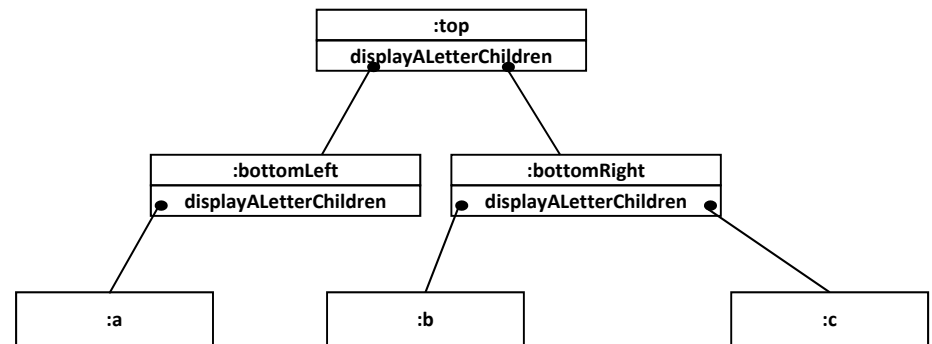 :top
displayALetterChildren
:bottomLeft
:bottomRight
displayALetterChildren
displayALetterChildren
:a
:b
:c